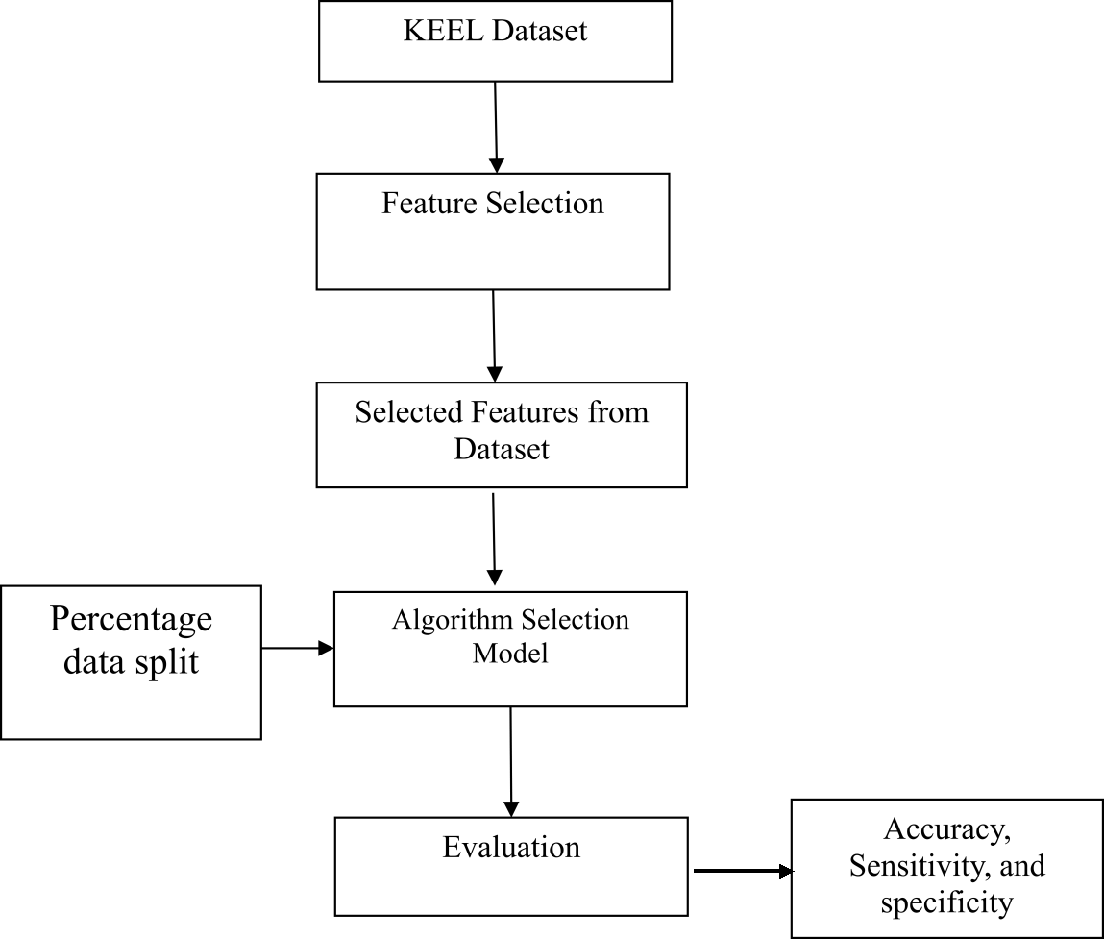 KEEL Dataset
Feature Selection
Selected Features from
Dataset
Percentage
data split
Algorithm Selection
Model
Evaluation
Accuracy,
Sensitivity, and
specificity